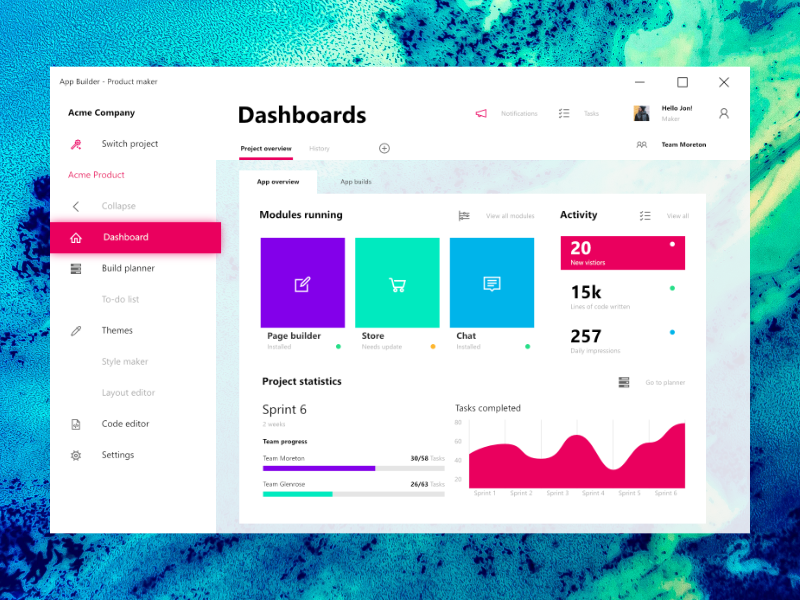 App Builder - Product maker
Acme Company
Switch project
Acme Product
Collapse
Dashboard
Build planner
To-do list
Themes
Style maker
Layout editor
Code editor
Settings
Dashboards
Notifications
Tasks
Hello Jon!
Maker
Project overview
History
Team Moreton
App overview
App builds
Modules running
View all modules
Page builder
Installed
Store
Needs update
Chat
Installed
Activity
View all
20
New vistiors
15k
Lines of code written
257
Daily impressions
Project statistics
Go to planner
Sprint 6
2 weeks
Team progress
Team Moreton 30/58 Tasks
Team Glenrose 26/63 Tasks
Tasks completed
80
60
40
20
Sprint 1 Sprint 2 Sprint 3 Sprint 4 Sprint 5 Sprint 6